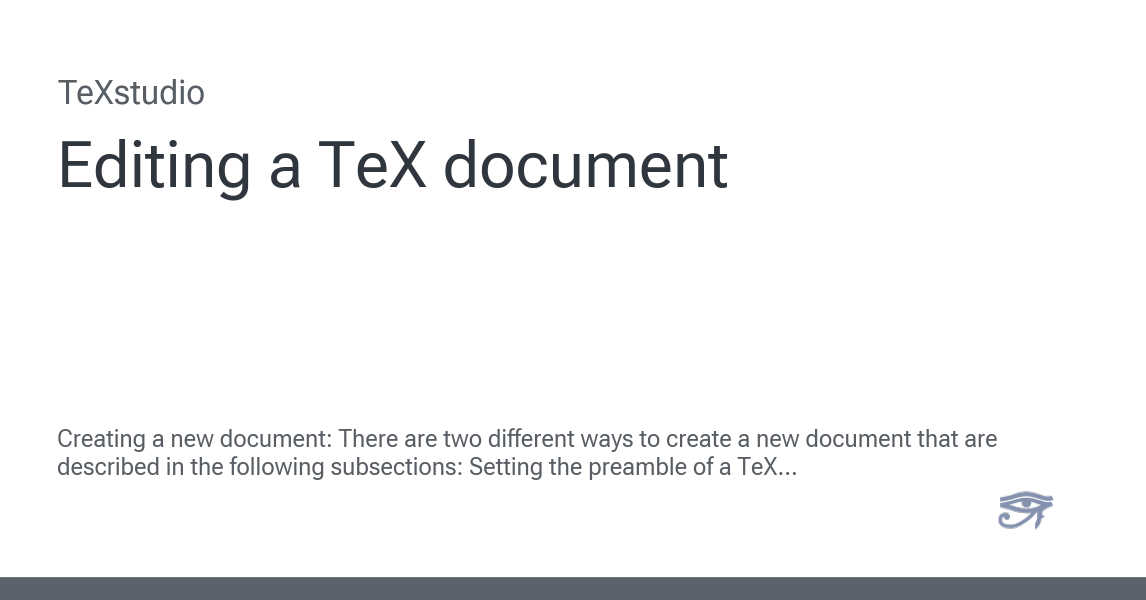 TeXstudio
Editing a TeX document
Creating a new document: There are two different ways to create a new document that are
described in the following subsections: Setting the preamble of a TeX...